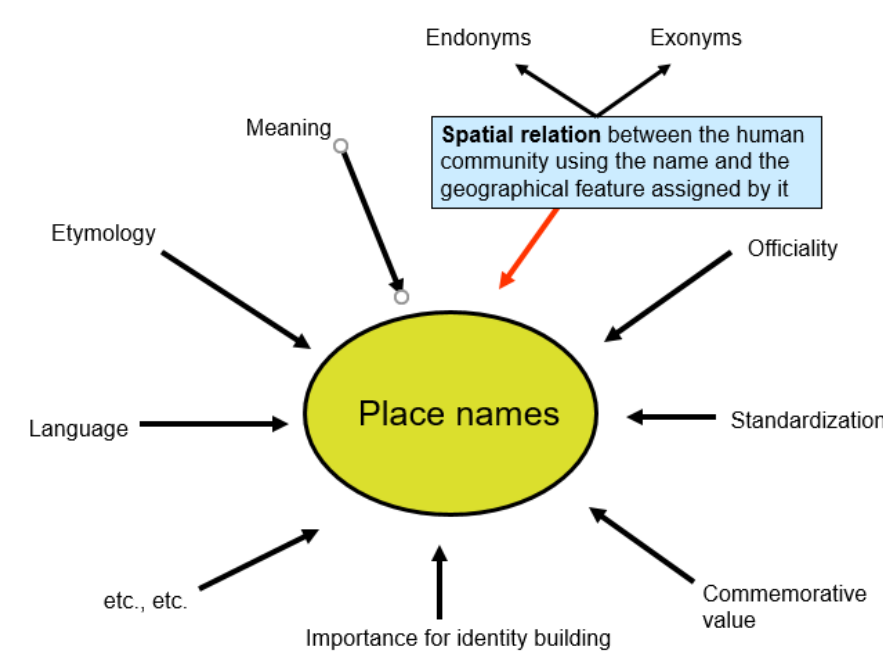 Endonyms
Exonyms
Meaning
Spatial relation between the human
community using the name and the
geographical feature assigned by it
Etymology
Officiality
Place names
Language
Standardization
etc., etc.
Commemorative
value
Importance for identity building